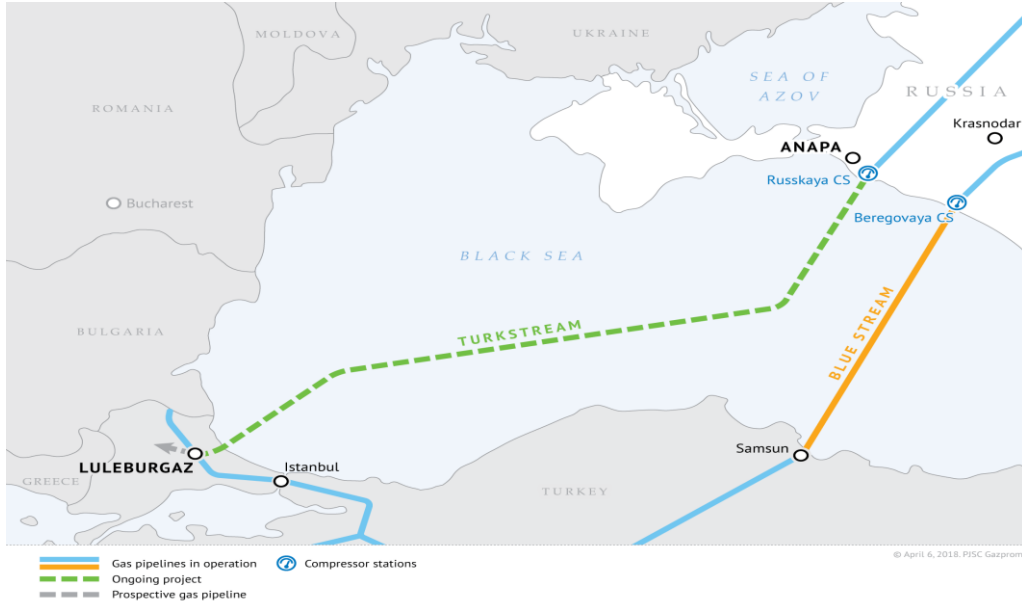 MOLDOVA
UKRAINE
SEA OF
AZOV
RUSSIA
ROMANIA
Krasnodar
ANAPA
Russkaya CS
Bucharest
Beregovaya CS
BLACK SEA
BULGARIA
TURKSTREAM
BLUE STREAM
LULEBURGAZ
Istanbul
Samsun
GREECE
TURKEY
© April 6, 2018. PJSC Gazprom
Gas pipelines in operation
Compressor stations
Ongoing project
Prospective gas pipeline